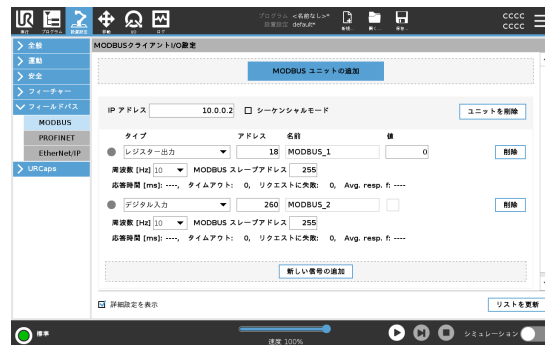 UR
実行
プログラム
設置設定
移動
I/O
ログ
プログラム <名前なし>*
設置設定 default*
新規...
開く...
保存...
CCCC
CCCC
全般
運動
安全
フィーチャー
フィールドバス
MODBUS
PROFINET
EtherNet/IP
URCaps
MODBUSクライアントI/O設定
MODBUS ユニットの追加
IP アドレス 10.0.0.2 シーケンシャルモード ユニットを削除
タイプ アドレス 名前 値
レジスター出力 18 MODBUS_1 0 削除
周波数 [Hz] 10 MODBUS スレーブアドレス 255
応答時間 [ms]: ----, タイムアウト: 0, リクエストに失敗: 0, Avg. resp. f: ----
デジタル入力 260 MODBUS_2 削除
周波数 [Hz] 10 MODBUS スレーブアドレス 255
応答時間 [ms]: ----, タイムアウト: 0, リクエストに失敗: 0, Avg. resp. f: ----
新しい信号の追加
詳細設定を表示 リストを更新
標準
速度 100%
シミュレーション